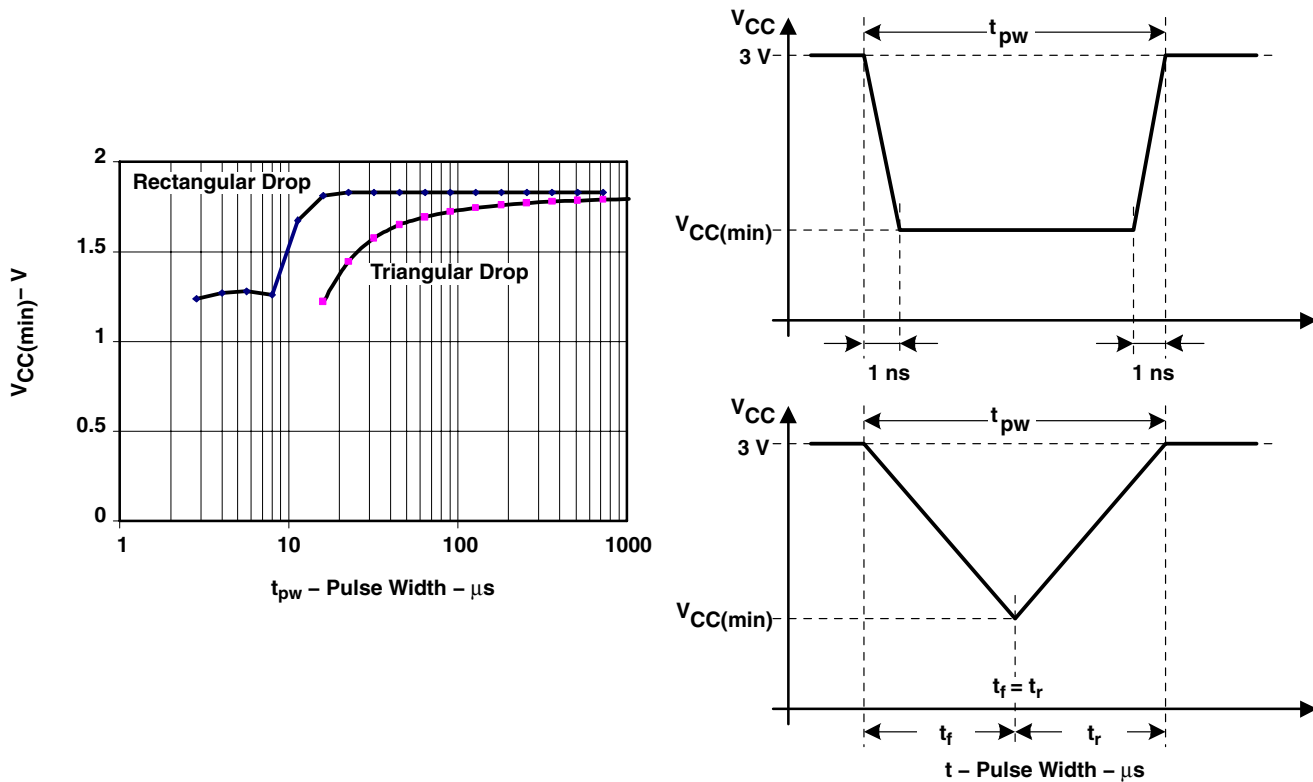 2
Rectangular Drop
1.5
Triangular Drop
1
0.5
0
VCC(min) – V
1
10
100
1000
tpw – Pulse Width – μs
VCC
tpw
3 V
VCC(min)
1 ns
1 ns
VCC
tpw
3 V
VCC(min)
tf = tr
tf
tr
t – Pulse Width – μs